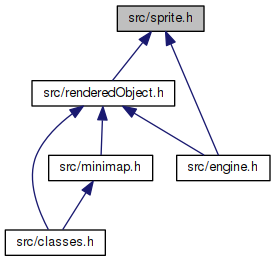 src/sprite.h
src/renderedObject.h
src/minimap.h
src/engine.h
src/classes.h